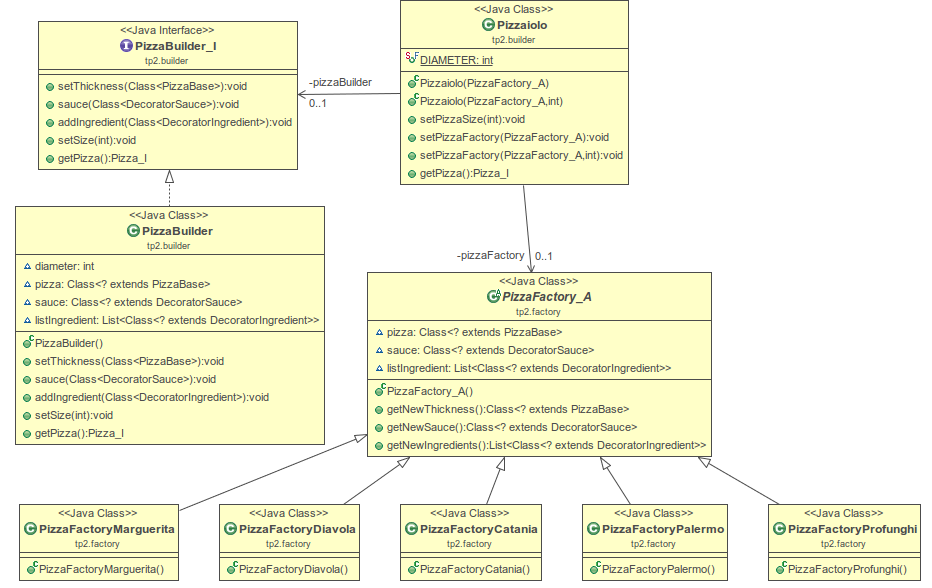 <<Java Interface>>
PizzaBuilder_I
tp2.builder
setThickness(Class<PizzaBase>):void
sauce(Class<DecoratorSauce>):void
addIngredient(Class<DecoratorIngredient>):void
setSize(int):void
getPizza():Pizza_I
-pizzaBuilder
0..1
<<Java Class>>
Pizzaiolo
tp2.builder
DIAMETER: int
Pizzaiolo(PizzaFactory_A)
Pizzaiolo(PizzaFactory_A,int)
setPizzaSize(int):void
setPizzaFactory(PizzaFactory_A):void
setPizzaFactory(PizzaFactory_A,int):void
getPizza():Pizza_I
<<Java Class>>
PizzaBuilder
tp2.builder
diameter: int
pizza: Class<? extends PizzaBase>
sauce: Class<? extends DecoratorSauce>
listIngredient: List<Class<? extends DecoratorIngredient>>
PizzaBuilder()
setThickness(Class<PizzaBase>):void
sauce(Class<DecoratorSauce>):void
addIngredient(Class<DecoratorIngredient>):void
setSize(int):void
getPizza():Pizza_I
-pizzaFactory
0..1
<<Java Class>>
PizzaFactory_A
tp2.factory
pizza: Class<? extends PizzaBase>
sauce: Class<? extends DecoratorSauce>
listIngredient: List<Class<? extends DecoratorIngredient>>
PizzaFactory_A()
getNewThickness():Class<? extends PizzaBase>
getNewSauce():Class<? extends DecoratorSauce>
getNewIngredients():List<Class<? extends DecoratorIngredient>>
<<Java Class>>
PizzaFactoryMarguerita
tp2.factory
PizzaFactoryMarguerita()
<<Java Class>>
PizzaFactoryDiavola
tp2.factory
PizzaFactoryDiavola()
<<Java Class>>
PizzaFactoryCatania
tp2.factory
PizzaFactoryCatania()
<<Java Class>>
PizzaFactoryPalermo
tp2.factory
PizzaFactoryPalermo()
<<Java Class>>
PizzaFactoryProfunghi
tp2.factory
PizzaFactoryProfunghi()